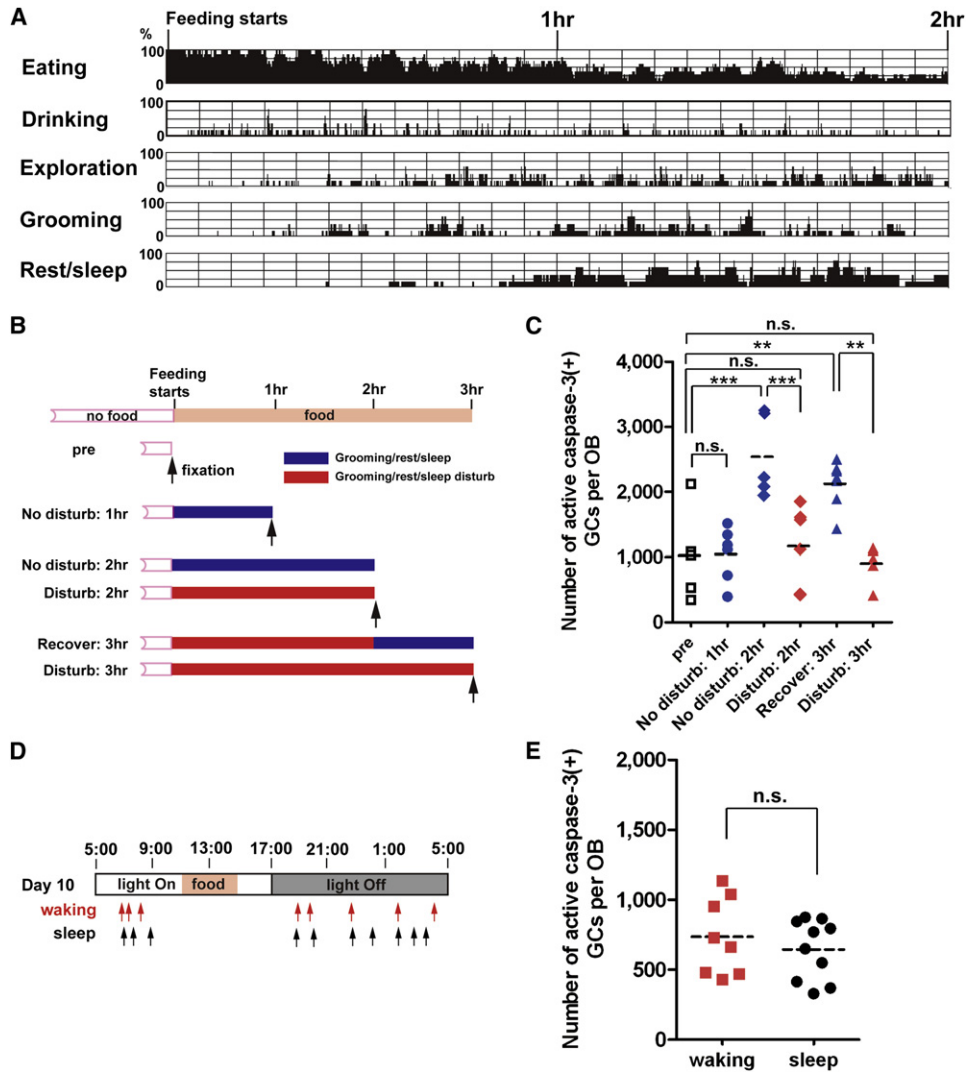 A
Feeding starts
1hr
2hr
%
Eating
100
0
Drinking
100
0
Exploration
100
0
Grooming
100
0
Rest/sleep
100
0
B
Feeding
starts
1hr
2hr
3hr
no food
food
pre
fixation
Grooming/rest/sleep
Grooming/rest/sleep disturb
No disturb: 1hr
No disturb: 2hr
Disturb: 2hr
Recover: 3hr
Disturb: 3hr
C
Number of active caspase-3(+)
GCs per OB
4,000
3,000
2,000
1,000
0
n.s.
**
n.s.
**
***
***
n.s.
pre
No disturb: 1hr
No disturb: 2hr
Disturb: 2hr
Recover: 3hr
Disturb: 3hr
D
5:00
9:00
13:00
17:00
21:00
1:00
5:00
Day 10
light On
food
light Off
waking
sleep
E
Number of active caspase-3(+)
GCs per OB
2,000
1,500
1,000
500
0
n.s.
waking
sleep